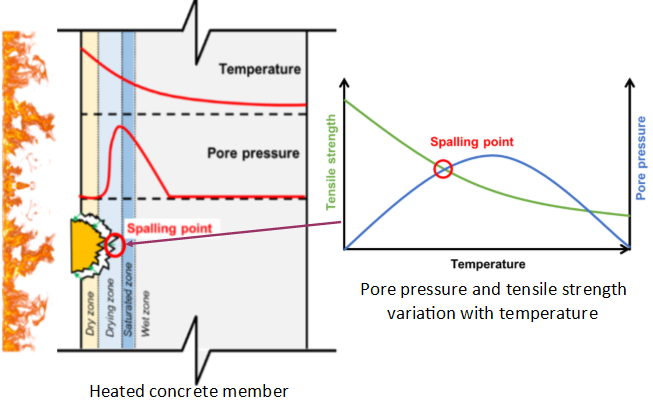 Temperature
Pore pressure
Spalling point
Dry zone
Drying zone
Saturated zone
Wet zone
Heated concrete member
Tensile strength
Spalling point
Pore pressure
Temperature
Pore pressure and tensile strength
variation with temperature